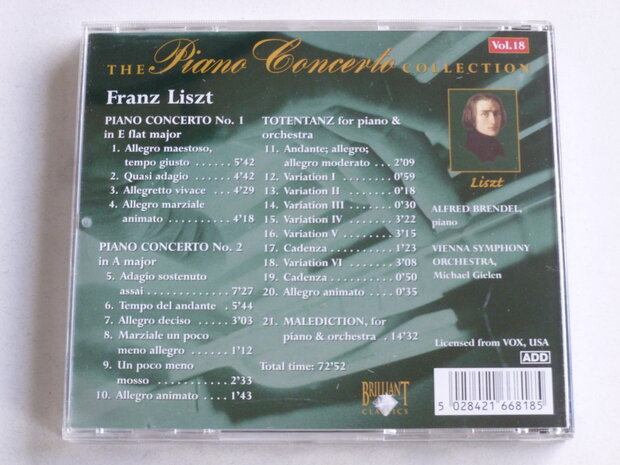 Vol.18
THE Piano Concerto COLLECTION
Franz Liszt
PIANO CONCERTO No. 1
in E flat major
1. Allegro maestoso,
tempo giusto ...... 5'42
2. Quasi adagio ...... 4'42
3. Allegretto vivace ... 4'29
4. Allegro marziale
animato .......... 4'18
PIANO CONCERTO No. 2
in A major
5. Adagio sostenuto
assai ............. 7'27
6. Tempo del andante . 5'44
7. Allegro deciso ..... 3'03
8. Marziale un poco
meno allegro ..... 1'12
9. Un poco meno
mosso ........... 2'33
10. Allegro animato .... 1'43
TOTENTANZ for piano &
orchestra
11. Andante; allegro;
allegro moderato ... 2'09
12. Variation I ........ 0'59
13. Variation II ....... 0'18
14. Variation III ....... 0'30
15. Variation IV ....... 3'22
16. Variation V ........ 3'15
17. Cadenza .......... 1'23
18. Variation VI ....... 3'08
19. Cadenza .......... 0'50
20. Allegro animato .... 0'35
21. MALEDICTION, for
piano & orchestra .. 14'32
Total time: 72'52
Liszt
ALFRED BRENDEL,
piano
VIENNA SYMPHONY
ORCHESTRA,
Michael Gielen
Licensed from VOX, USA
ADD
BRILLIANT
CLASSICS
5 028421 668185